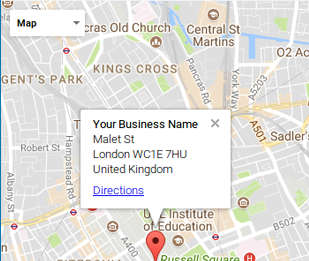 Map
cras Old Church
Central St
Martins
KINGS CROSS
O2 A
GENT'S PARK
Pancras Rd
York Way
A5203
A501
Sadler's
Robert St
Hampstead Rd
Albany St
Your Business Name
Malet St
London WC1E 7HU
United Kingdom
Directions
UCL Institute
of Education
A400
B502
Russell Square